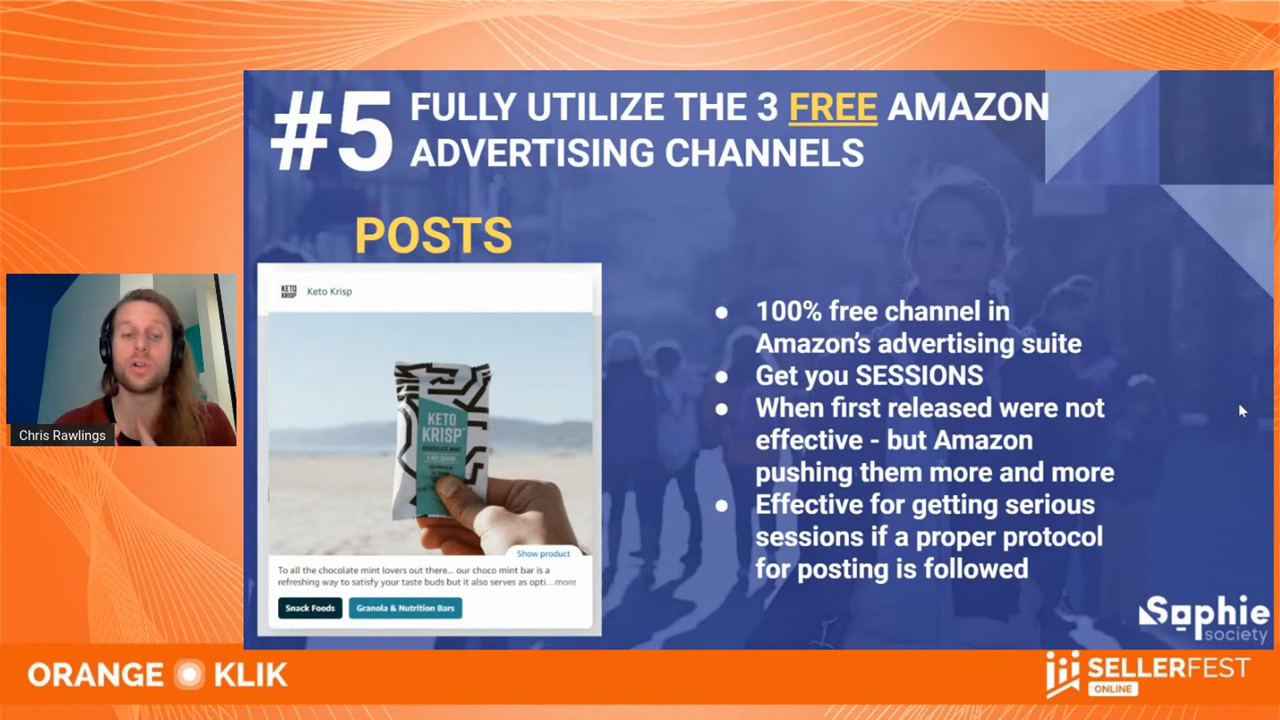 #5 FULLY UTILIZE THE 3 FREE AMAZON
ADVERTISING CHANNELS
POSTS
KETO
KRISP
Keto Krisp
KETO
KRISP
CHOCOLATE MINT
Show product
To all the chocolate mint lovers out there... our choco mint bar is a
refreshing way to satisfy your taste buds but it also serves as opti...more
Snack Foods
Granola & Nutrition Bars
● 100% free channel in
Amazon's advertising suite
● Get you SESSIONS
● When first released were not
effective - but Amazon
pushing them more and more
● Effective for getting serious
sessions if a proper protocol
for posting is followed
Chris Rawlings
Sophie
society
ORANGE KLIK
SELLERFEST
ONLINE